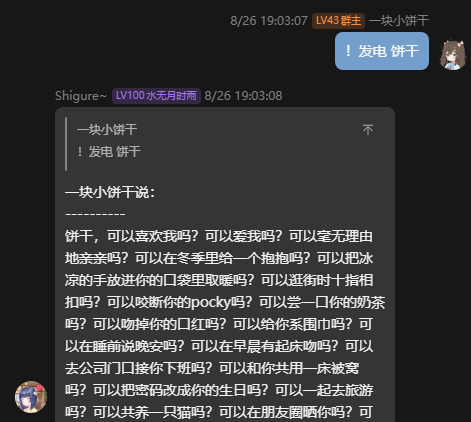 8/26 19:03:07 LV43 群主 一块小饼干
！发电 饼干
Shigure~ LV100 水无月时雨 8/26 19:03:08
一块小饼干
！发电 饼干
一块小饼干说：
----------
饼干，可以喜欢我吗？可以爱我吗？可以毫无理由
地亲亲吗？可以在冬季里给一个抱抱吗？可以把冰
凉的手放进你的口袋里取暖吗？可以逛街时十指相
扣吗？可以咬断你的pocky吗？可以尝一口你的奶茶
吗？可以吻掉你的口红吗？可以给你系围巾吗？可
以在睡前说晚安吗？可以在早晨有起床吻吗？可以
去公司门口接你下班吗？可以和你共用一床被窝
吗？可以把密码改成你的生日吗？可以一起去旅游
吗？可以共养一只猫吗？可以在朋友圈晒你吗？可